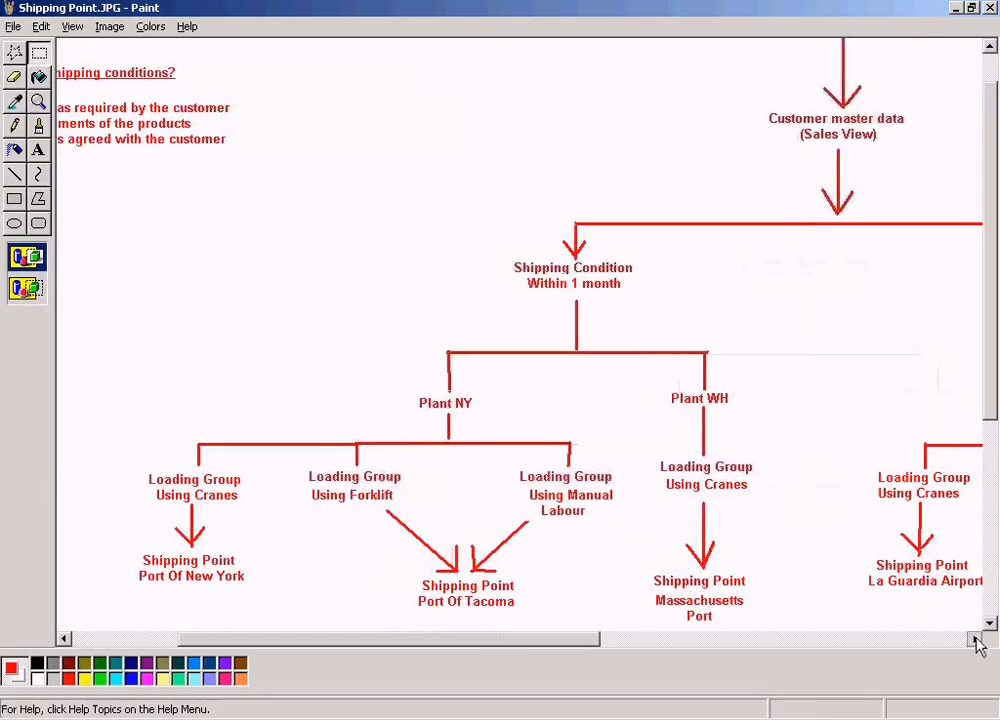 Shipping Point.JPG - Paint
File Edit View Image Colors Help
hipping conditions?
as required by the customer
ments of the products
s agreed with the customer
Customer master data
(Sales View)
Shipping Condition
Within 1 month
Plant NY
Plant WH
Loading Group
Using Cranes
Loading Group
Using Forklift
Loading Group
Using Manual
Labour
Loading Group
Using Cranes
Loading Group
Using Cranes
Shipping Point
Port Of New York
Shipping Point
Port Of Tacoma
Shipping Point
Massachusetts
Port
Shipping Point
La Guardia Airport
For Help, click Help Topics on the Help Menu.